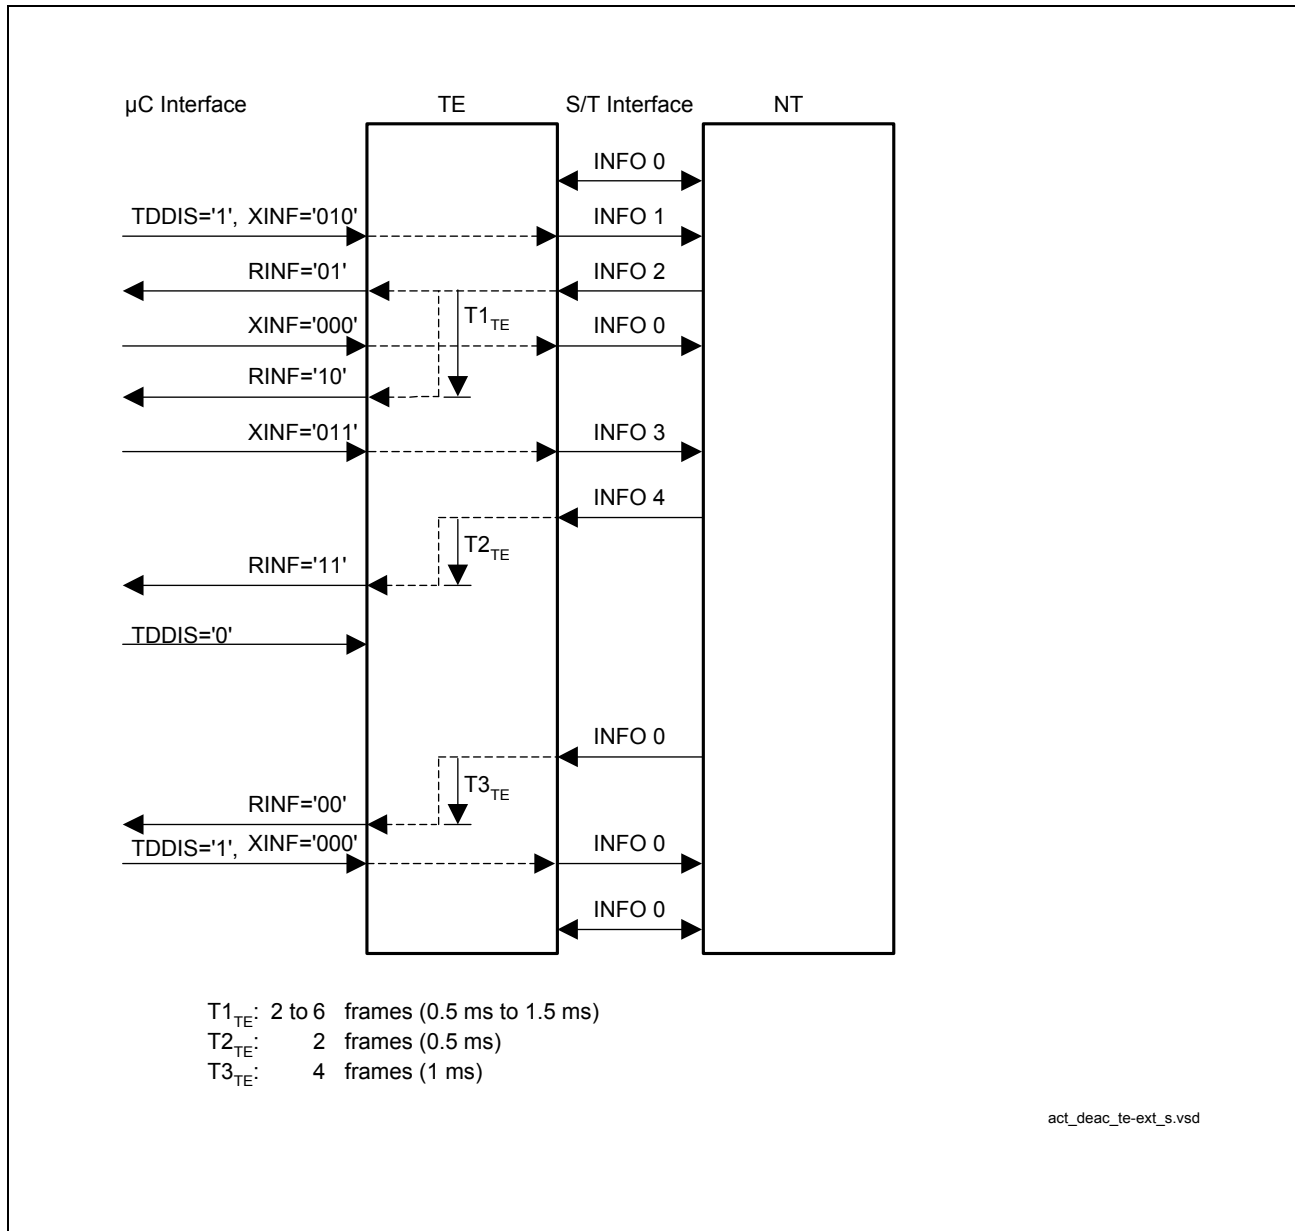 µC Interface TE S/T Interface NT
INFO 0
TDDIS='1', XINF='010' INFO 1
RINF='01' INFO 2
XINF='000' T1TE INFO 0
RINF='10'
XINF='011' INFO 3
INFO 4
T2TE
RINF='11'
TDDIS='0'
INFO 0
T3TE
RINF='00'
TDDIS='1', XINF='000' INFO 0
INFO 0
T1TE: 2 to 6 frames (0.5 ms to 1.5 ms)
T2TE: 2 frames (0.5 ms)
T3TE: 4 frames (1 ms)
act_deac_te-ext_s.vsd